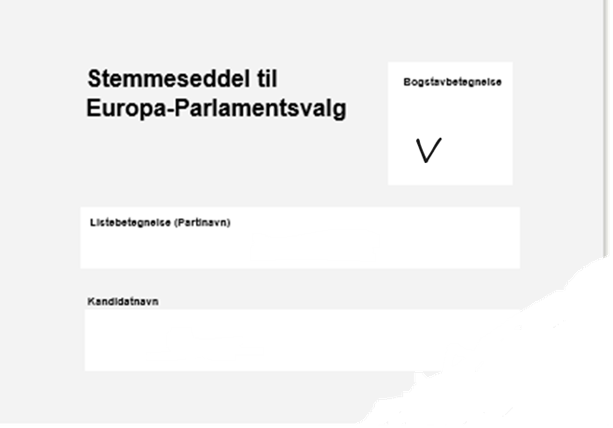 Stemmeseddel til
Europa-Parlamentsvalg
Bogstavbetegnelse
V
Listebetegnelse (Partinavn)
Kandidatnavn